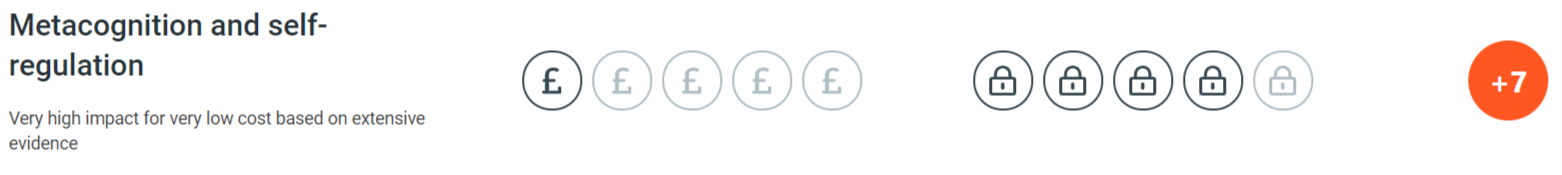 Metacognition and self-
regulation
Very high impact for very low cost based on extensive
evidence
£ £ £ £ £
+7